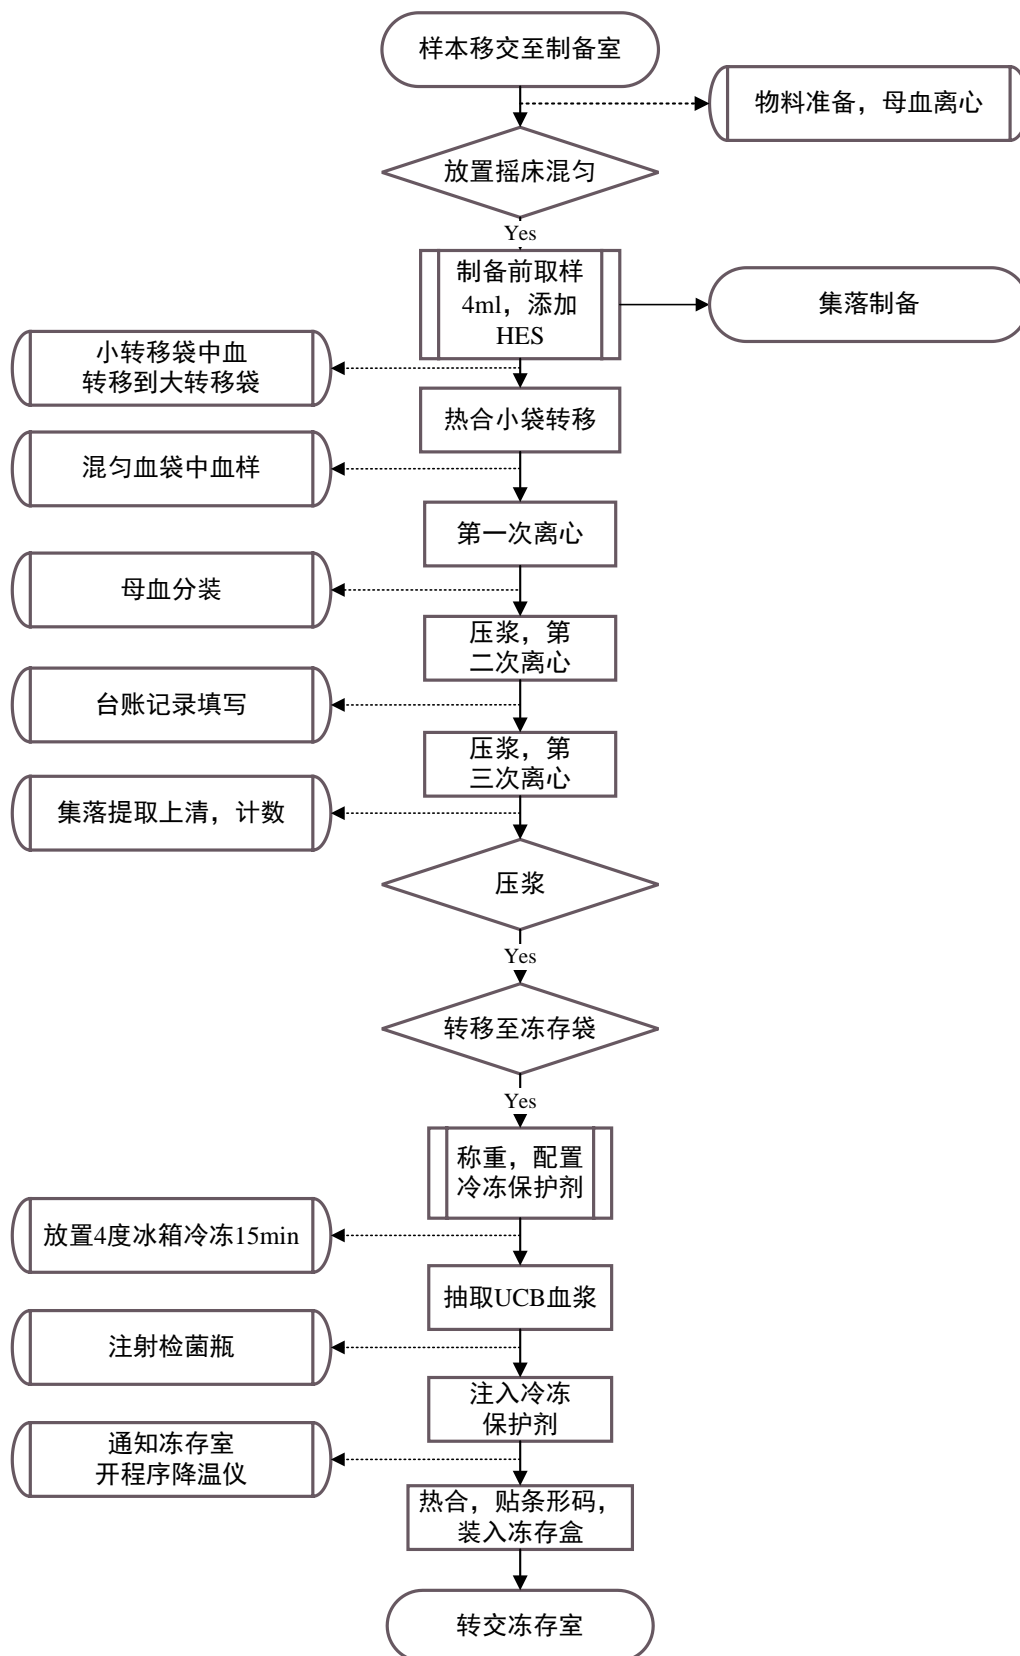 样本移交至制备室
物料准备，母血离心
放置摇床混匀
Yes
制备前取样
4ml，添加
HES
集落制备
小转移袋中血
转移到大转移袋
热合小袋转移
混匀血袋中血样
第一次离心
母血分装
压浆，第
二次离心
台账记录填写
压浆，第
三次离心
集落提取上清，计数
压浆
Yes
转移至冻存袋
Yes
称重，配置
冷冻保护剂
放置4度冰箱冷冻15min
抽取UCB血浆
注射检菌瓶
注入冷冻
保护剂
通知冻存室
开程序降温仪
热合，贴条形码，
装入冻存盒
转交冻存室